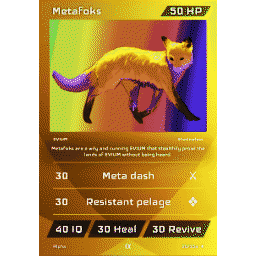 Metafoks
50 HP
EVIUM
Metafoks are a wily and running EVIUM that stealthily prowl the
lands of EVIUM without being heard.
30 Meta dash
30 Resistant pelage
40 IQ 30 Heal 30 Revive
Alpha